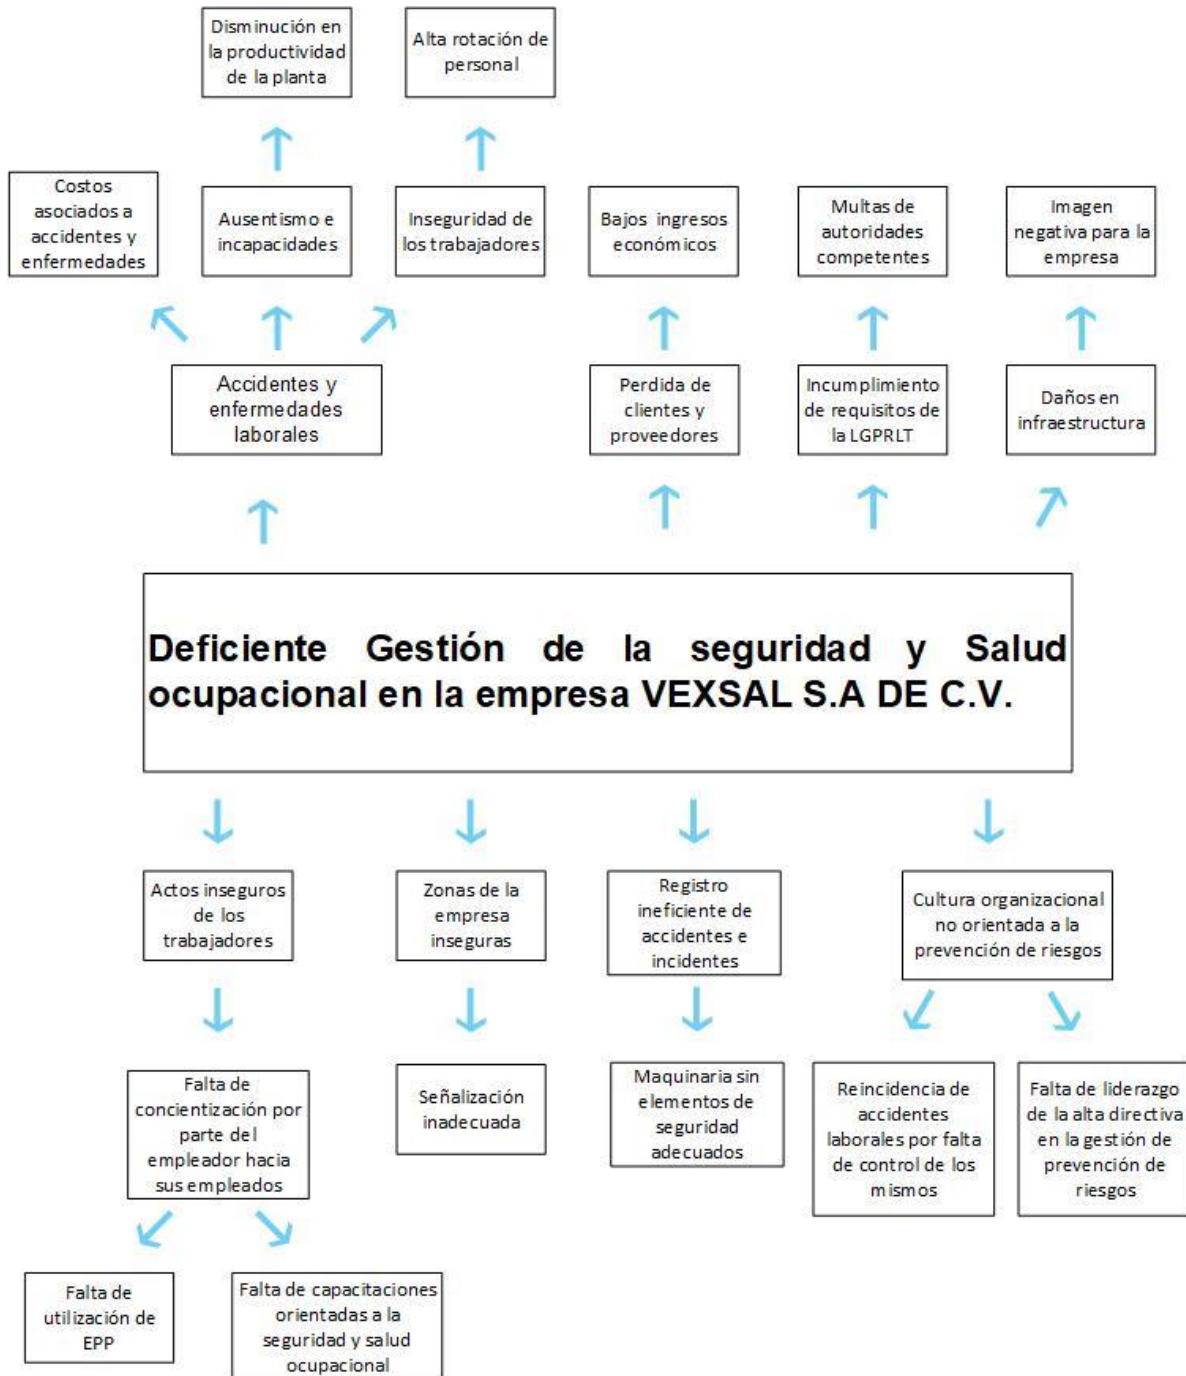 Disminución en
la productividad
de la planta
Alta rotación de
personal
Costos
asociados a
accidentes y
enfermedades
Ausentismo e
incapacidades
Inseguridad de
los trabajadores
Bajos ingresos
económicos
Multas de
autoridades
competentes
Imagen
negativa para la
empresa
Accidentes y
enfermedades
laborales
Perdida de
clientes y
proveedores
Incumplimiento
de requisitos de
la LGPRLT
Daños en
infraestructura
Deficiente Gestión de la seguridad y Salud
ocupacional en la empresa VEXSAL S.A DE C.V.
Actos inseguros
de los
trabajadores
Zonas de la
empresa
inseguras
Registro
ineficiente de
accidentes e
incidentes
Cultura organizacional
no orientada a la
prevención de riesgos
Falta de
concientización por
parte del
empleador hacia
sus empleados
Señalización
inadecuada
Maquinaria sin
elementos de
seguridad
adecuados
Reincidencia de
accidentes
laborales por falta
de control de los
mismos
Falta de liderazgo
de la alta directiva
en la gestión de
prevención de
riesgos
Falta de
utilización de
EPP
Falta de capacitaciones
orientadas a la
seguridad y salud
ocupacional